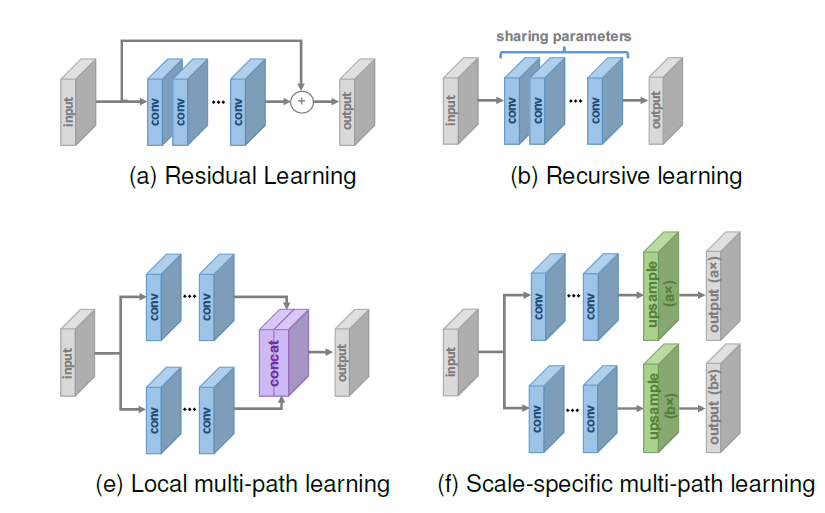 input
conv
conv
...
conv
+
output
(a) Residual Learning
sharing parameters
input
conv
conv
...
conv
output
(b) Recursive learning
input
conv
...
conv
conv
...
conv
concat
output
(e) Local multi-path learning
input
conv
...
conv
upsample
(a×)
output (a×)
conv
...
conv
upsample
(b×)
output (b×)
(f) Scale-specific multi-path learning